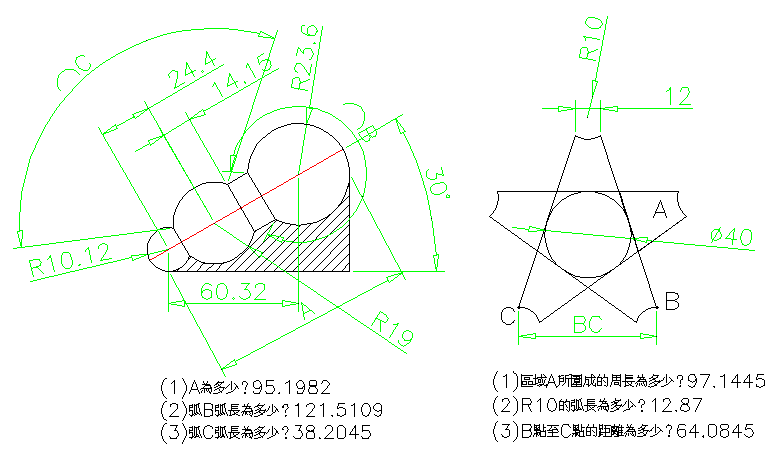 C
24.4
14.15
R23.6
B
30°
R10.12
60.32
A
R19
(1)A為多少?95.1982
(2)弧B弧長為多少?121.5109
(3)弧C弧長為多少?38.2045
R10
12
A
Ø40
C
B
BC
(1)區域A所圍成的周長為多少?97.1445
(2)R10的弧長為多少?12.87
(3)B點至C點的距離為多少?64.0845